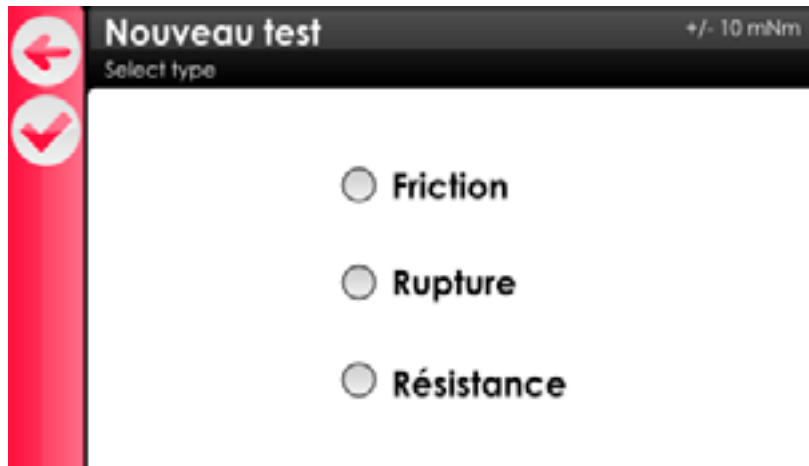 Nouveau test
+/- 10 mNm
Select type
Friction
Rupture
Résistance